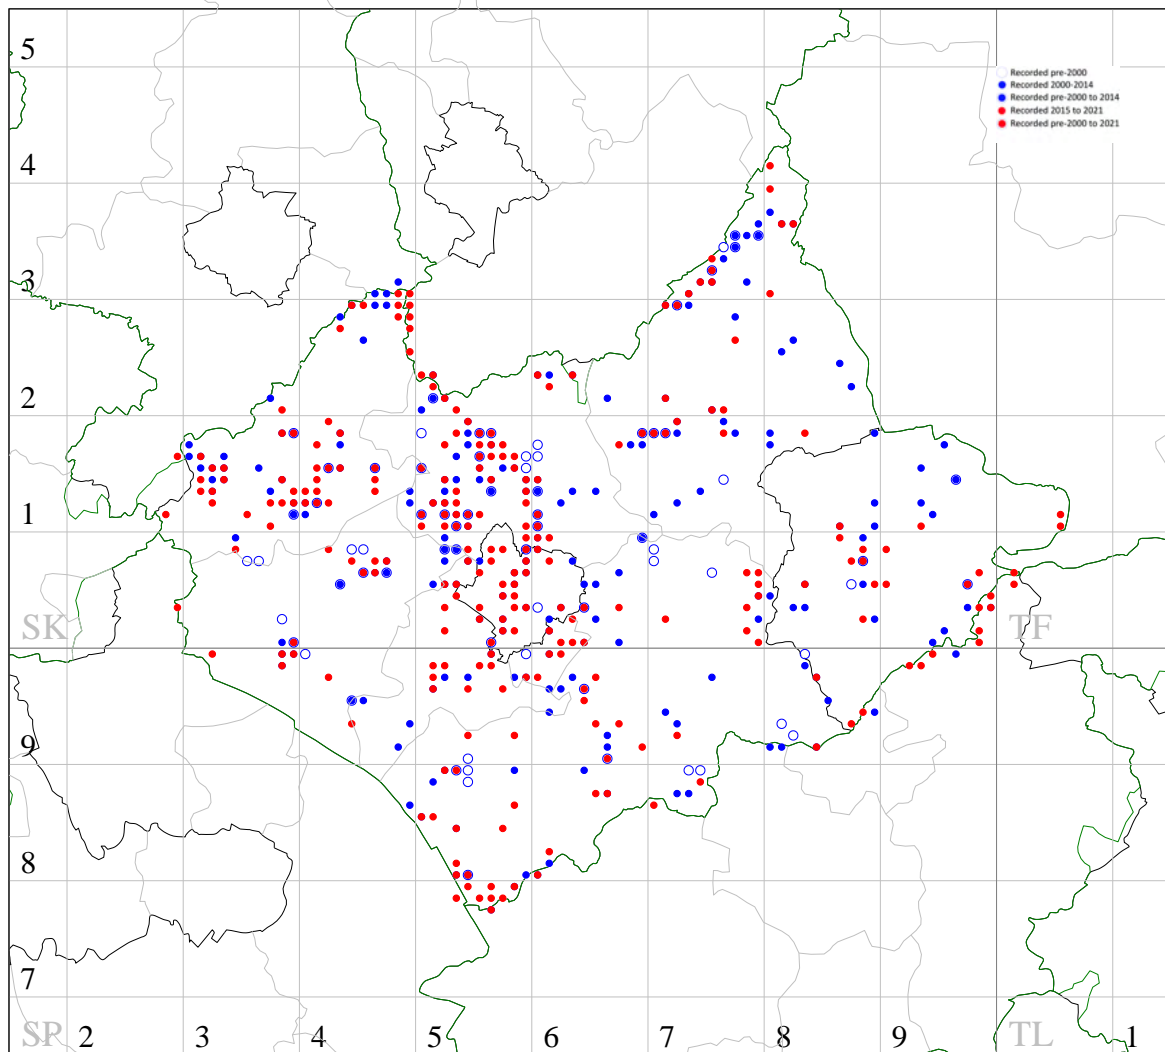 5
Recorded pre-2000
Recorded 2000-2014
Recorded pre-2000 to 2014
Recorded 2015 to 2021
Recorded pre-2000 to 2021
4
3
2
1
SK TF
9
8
7
SP 2 3 4 5 6 7 8 9 TL 1